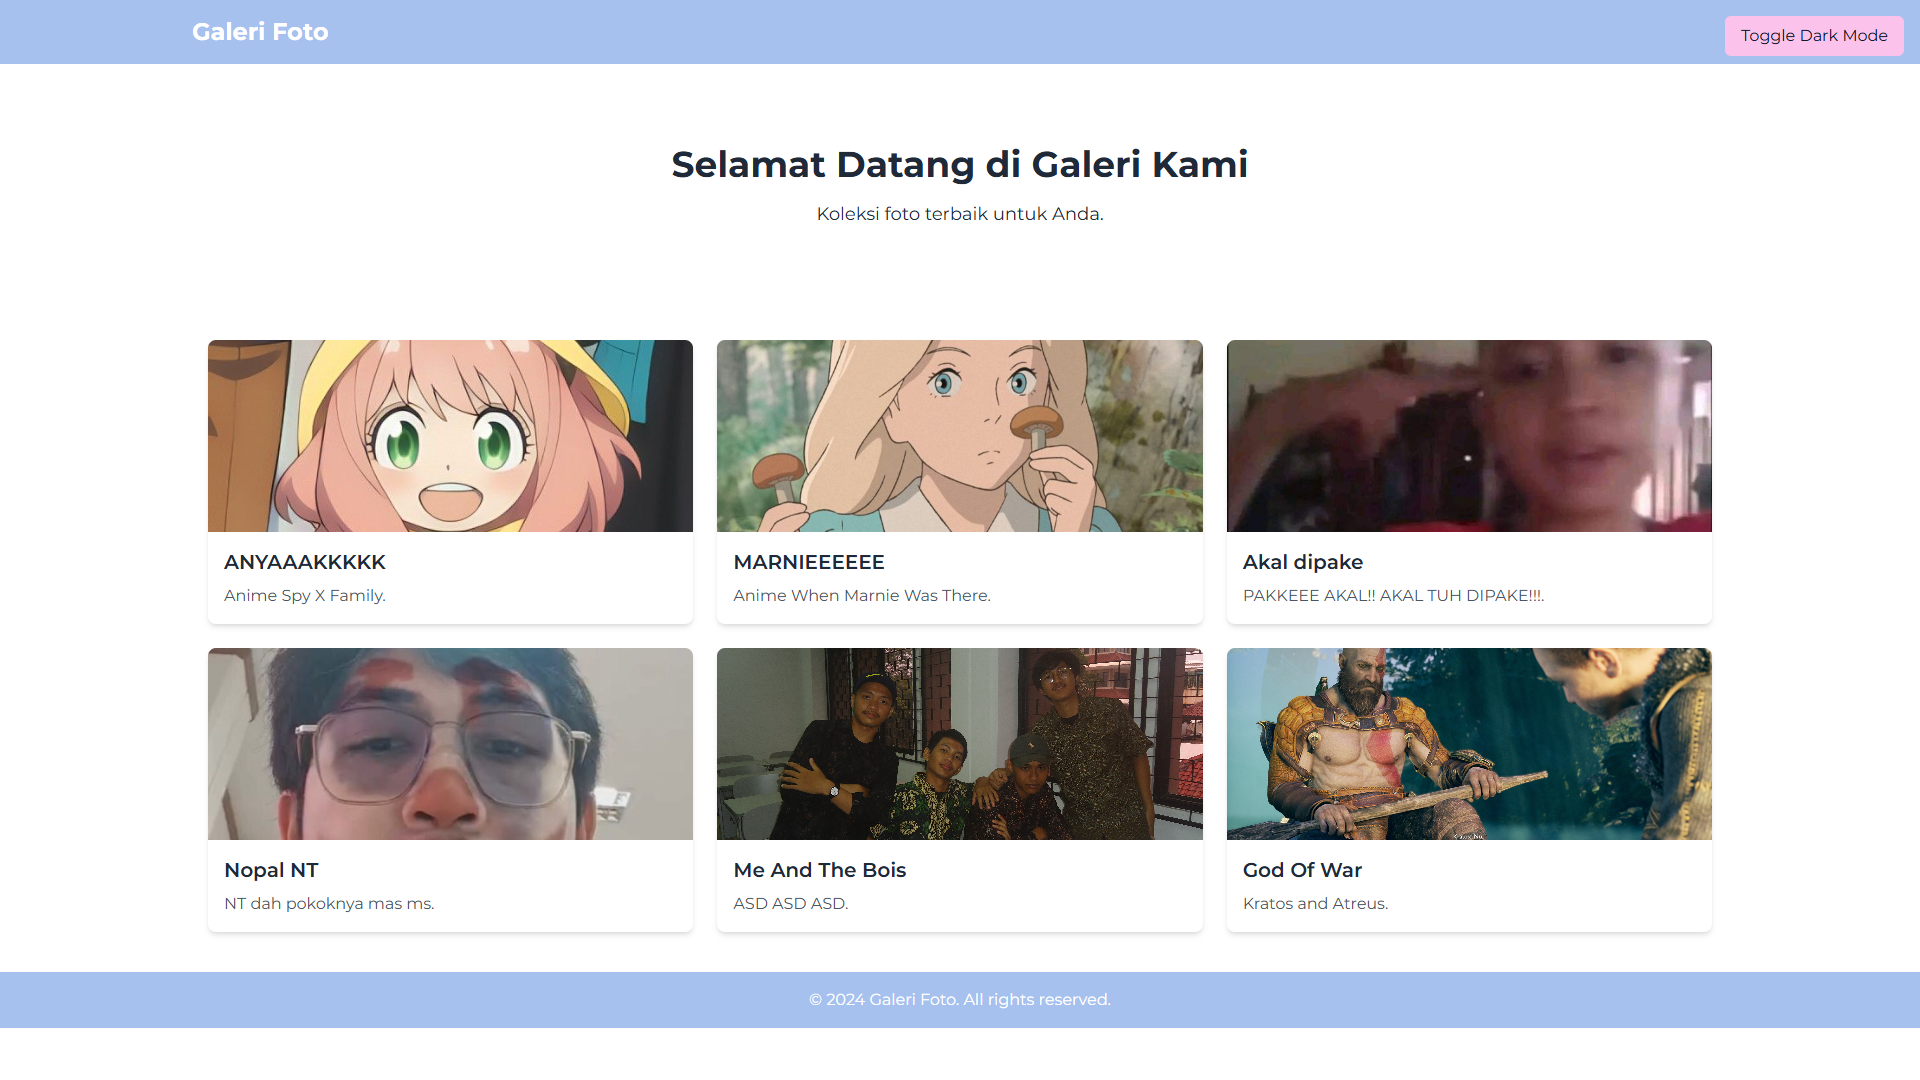 Galeri Foto
Toggle Dark Mode
Selamat Datang di Galeri Kami
Koleksi foto terbaik untuk Anda.
ANYAAAKKKKK
Anime Spy X Family.
MARNIEEEEEE
Anime When Marnie Was There.
Akal dipake
PAKKEEE AKAL!! AKAL TUH DIPAKE!!!.
Nopal NT
NT dah pokoknya mas ms.
Me And The Bois
ASD ASD ASD.
God Of War
Kratos and Atreus.
© 2024 Galeri Foto. All rights reserved.